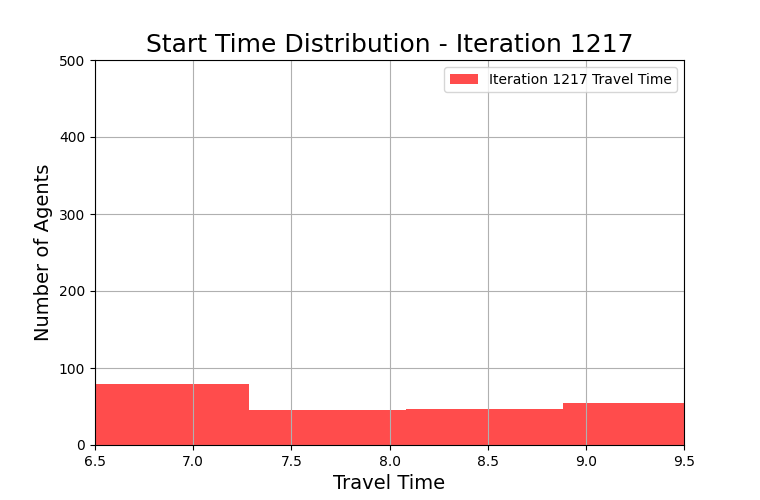 Start Time Distribution - Iteration 1217
Iteration 1217 Travel Time
Number of Agents
500
400
300
200
100
0
6.5 7.0 7.5 8.0 8.5 9.0 9.5
Travel Time